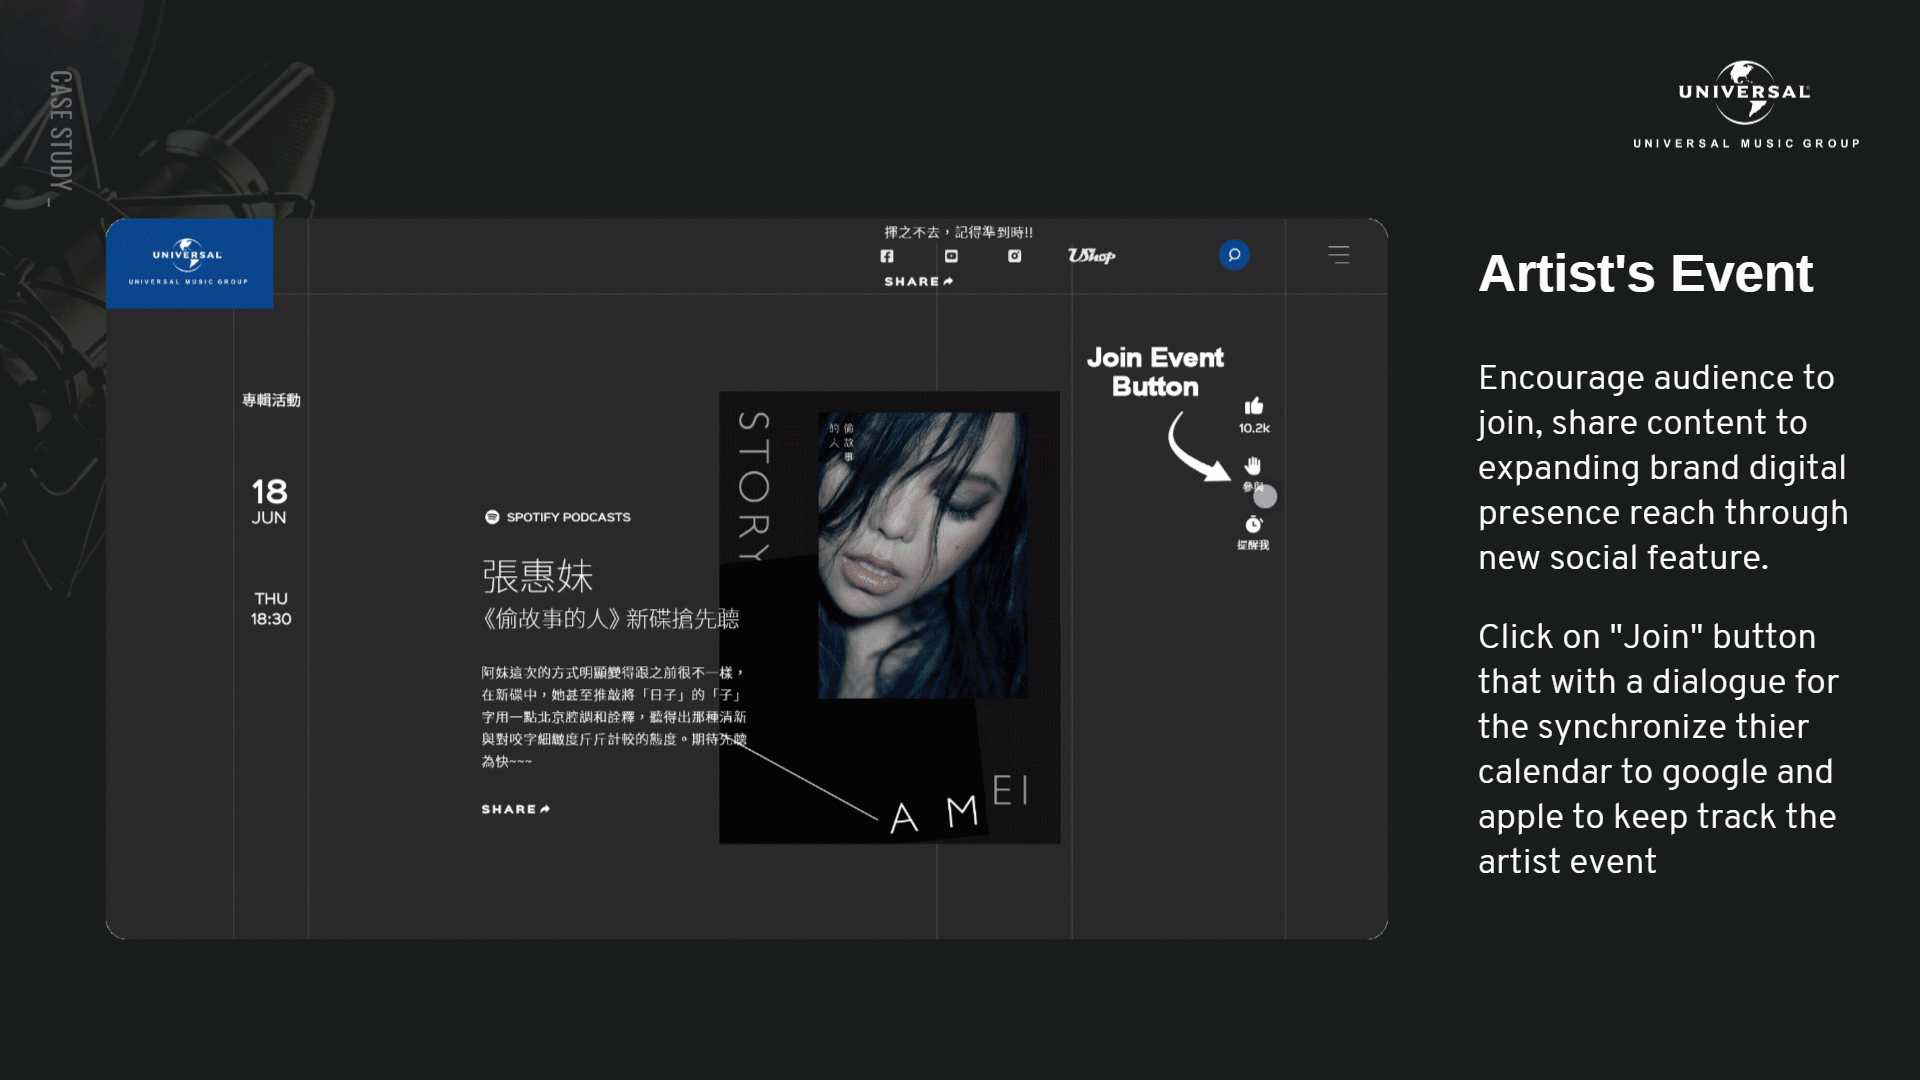 CASE STUDY –
UNIVERSAL
UNIVERSAL MUSIC GROUP
UNIVERSAL
UNIVERSAL MUSIC GROUP
揮之不去，記得準到時!!
UShop
SHARE
專輯活動
18
JUN
THU
18:30
SPOTIFY PODCASTS
張惠妹
《偷故事的人》新碟搶先聽
阿妹這次的方式明顯變得跟之前很不一樣，
在新碟中，她甚至推敲將「日子」的「子」
字用一點北京腔調和詮釋，聽得出那種清新
與對咬字細緻度斤斤計較的態度。期待先聽
為快~~~
SHARE
STORY
偷故事
的人
A MEI
Join Event
Button
10.2k
參與
提醒我
Artist's Event
Encourage audience to
join, share content to
expanding brand digital
presence reach through
new social feature.
Click on "Join" button
that with a dialogue for
the synchronize thier
calendar to google and
apple to keep track the
artist event